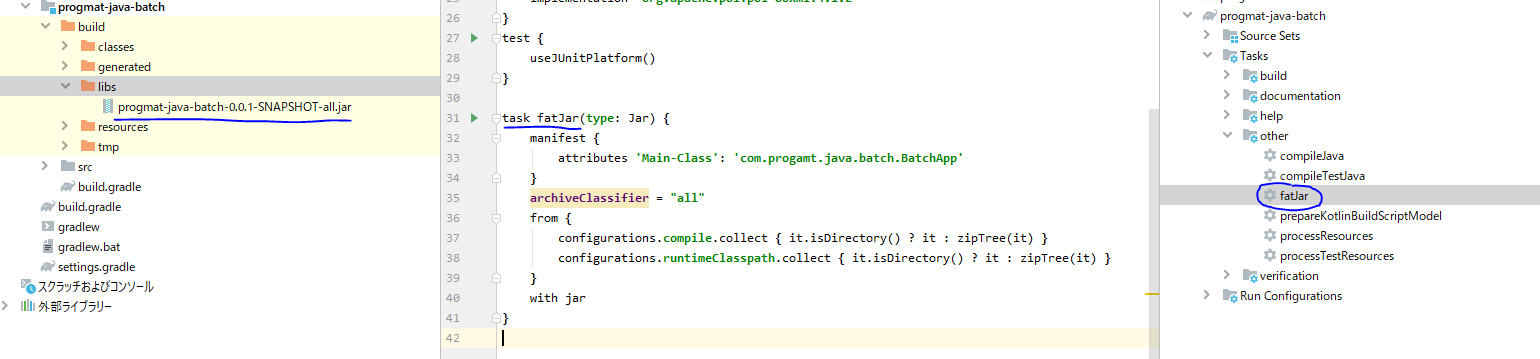 progmat-java-batch
build
classes
generated
libs
progmat-java-batch-0.0.1-SNAPSHOT-all.jar
resources
tmp
src
build.gradle
build.gradle
gradlew
gradlew.bat
settings.gradle
スクラッチおよびコンソール
外部ライブラリー
26 }
27 test {
28 useJUnitPlatform()
29 }
30
31 task fatJar(type: Jar) {
32 manifest {
33 attributes 'Main-Class': 'com.progamt.java.batch.BatchApp'
34 }
35 archiveClassifier = "all"
36 from {
37 configurations.compile.collect { it.isDirectory() ? it : zipTree(it) }
38 configurations.runtimeClasspath.collect { it.isDirectory() ? it : zipTree(it) }
39 }
40 with jar
41 }
42
progmat-java-batch
Source Sets
Tasks
build
documentation
help
other
compileJava
compileTestJava
fatJar
prepareKotlinBuildScriptModel
processResources
processTestResources
verification
Run Configurations